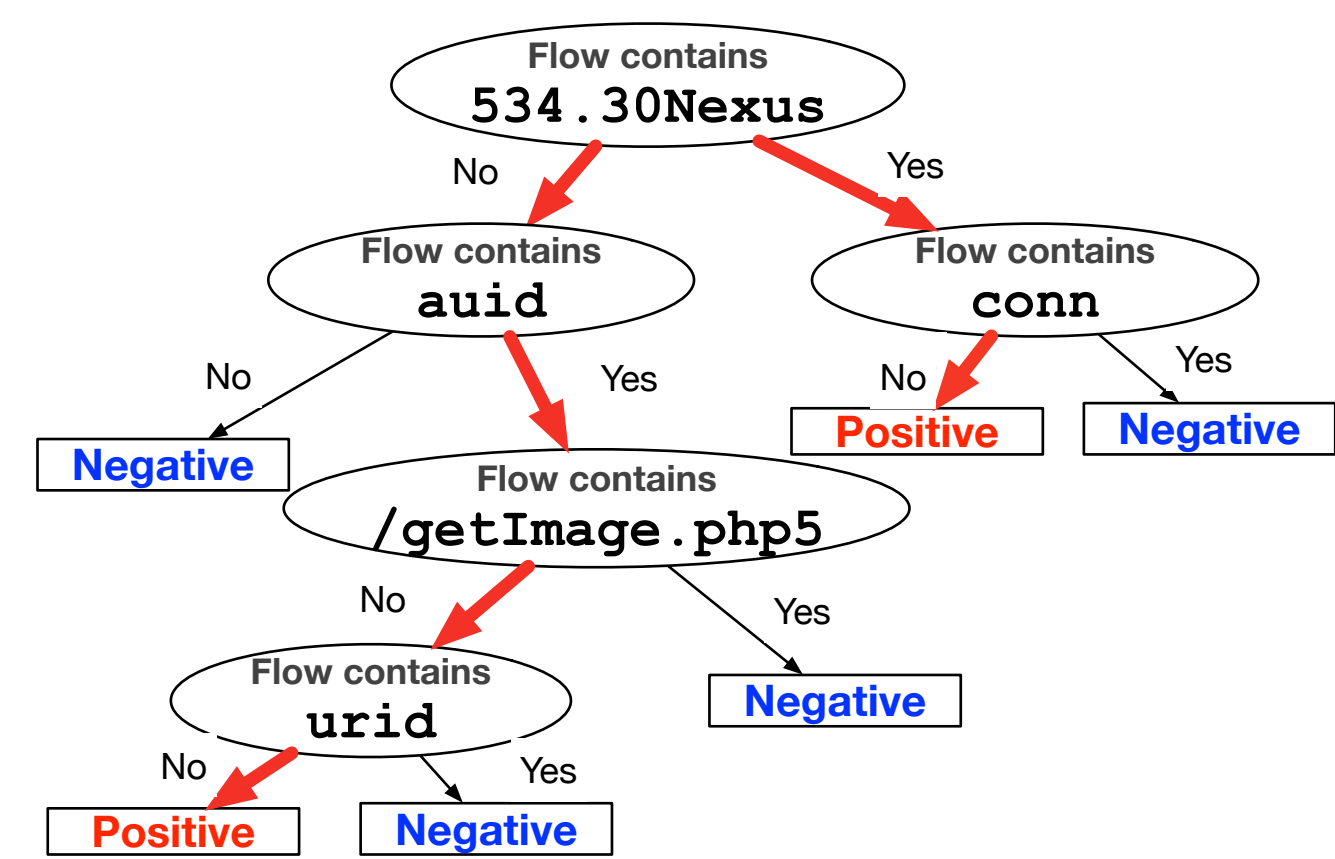 Flow contains
534.30Nexus
No
Yes
Flow contains
auid
Flow contains
conn
No
Yes
No
Yes
Negative
Positive
Negative
Flow contains
/getImage.php5
No
Yes
Flow contains
urid
Negative
No
Yes
Positive
Negative